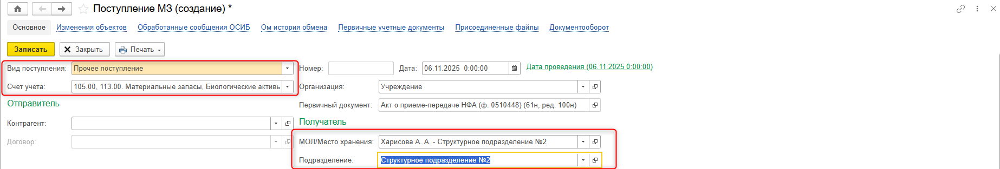 Поступление МЗ (создание) *
Основное Изменения объектов Обработанные сообщения ОСИБ Ом история обмена Первичные учетные документы Присоединенные файлы Документооборот
Записать Закрыть Печать
Вид поступления: Прочее поступление Номер: Дата: 06.11.2025 0:00:00 Дата проведения (06.11.2025 0:00:00)
Счет учета: 105.00, 113.00. Материальные запасы, Биологические активы Организация: Учреждение
Отправитель Первичный документ: Акт о приеме-передаче НФА (ф. 0510448) (61н, ред. 100н)
Контрагент: Получатель
Договор: МОЛ/Место хранения: Харисова А. А. - Структурное подразделение №2
Подразделение: Структурное подразделение №2